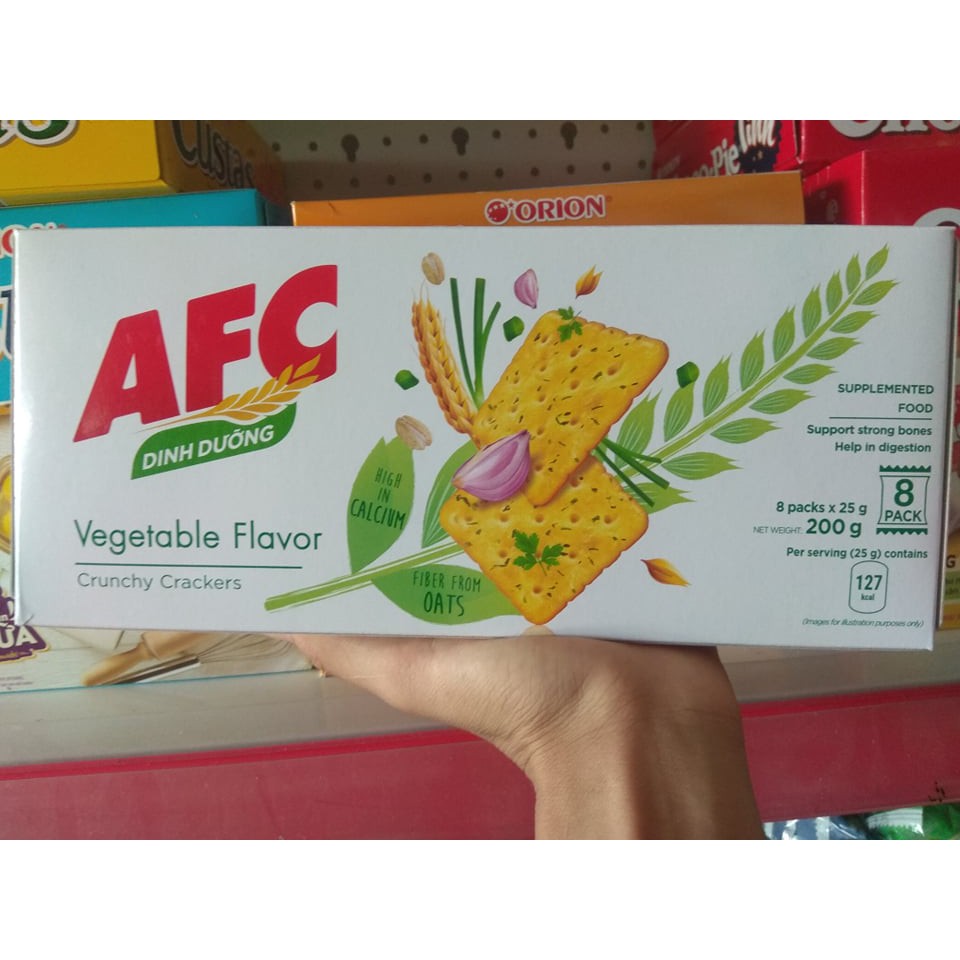 ORION
AFC
DINH DƯỠNG
Vegetable Flavor
Crunchy Crackers
HIGH
IN
CALCIUM
FIBER FROM
OATS
SUPPLEMENTED
FOOD
Support strong bones
Help in digestion
8 packs x 25 g
NET WEIGHT: 200 g
8
PACK
Per serving (25 g) contains
127
kcal
(Images for illustration purposes only)